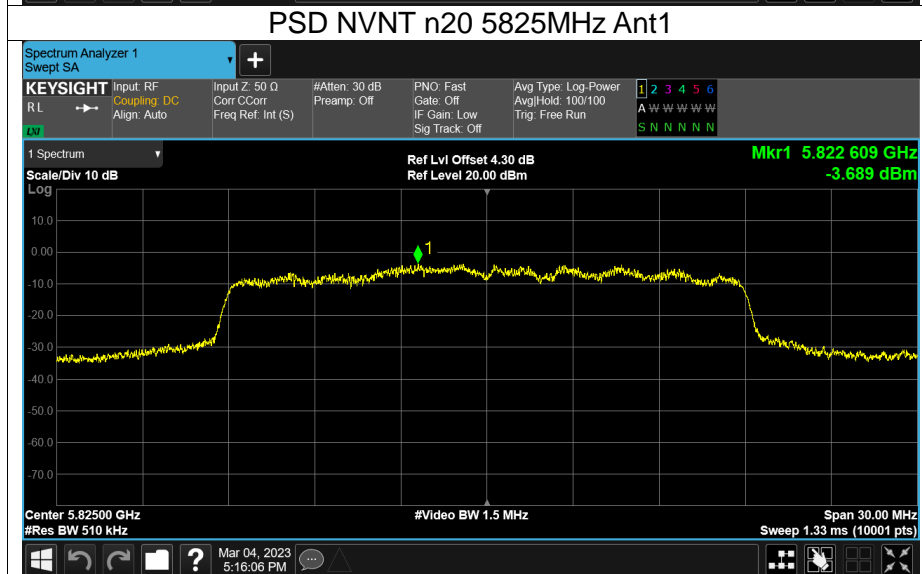 PSD NVNT n20 5825MHz Ant1
Spectrum Analyzer 1
Swept SA
+
KEYSIGHT
R L
LXI
Input: RF
Coupling: DC
Align: Auto
Input Z: 50 Ω
Corr CCorr
Freq Ref: Int (S)
#Atten: 30 dB
Preamp: Off
PNO: Fast
Gate: Off
IF Gain: Low
Sig Track: Off
Avg Type: Log-Power
Avg|Hold: 100/100
Trig: Free Run
1 2 3 4 5 6
A W W W W W
S N N N N N
1 Spectrum
Scale/Div 10 dB
Ref Lvl Offset 4.30 dB
Ref Level 20.00 dBm
Mkr1 5.822 609 GHz
-3.689 dBm
Log
10.0
0.00
-10.0
-20.0
-30.0
-40.0
-50.0
-60.0
-70.0
1
Center 5.82500 GHz
#Res BW 510 kHz
#Video BW 1.5 MHz
Span 30.00 MHz
Sweep 1.33 ms (10001 pts)
?
Mar 04, 2023
5:16:06 PM